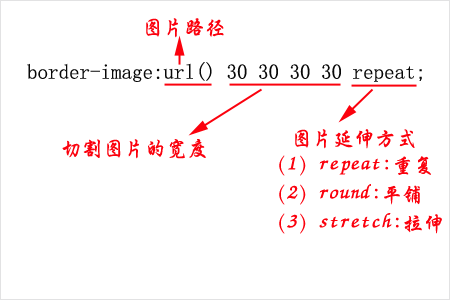 图片路径
border-image:url() 30 30 30 30 repeat;
切割图片的宽度
图片延伸方式
(1) repeat:重复
(2) round:平铺
(3) stretch:拉伸